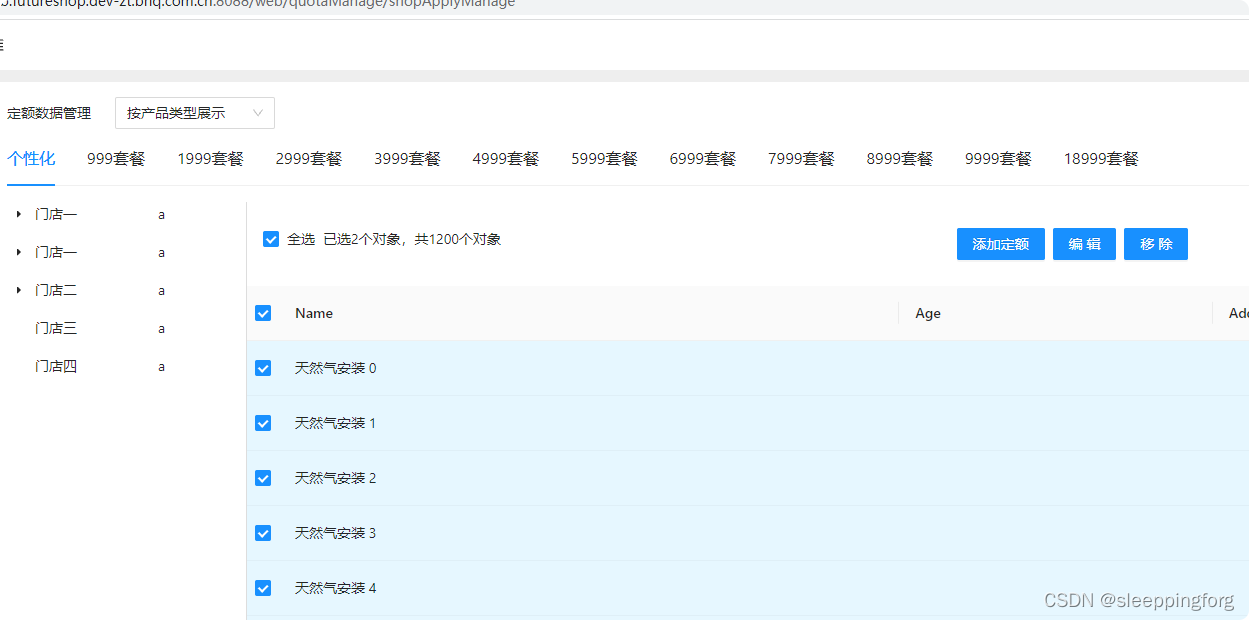 5.futureshop.dev-zt.bnq.com.cn:8088/web/quotaManage/shopApplyManage
定额数据管理 按产品类型展示
个性化 999套餐 1999套餐 2999套餐 3999套餐 4999套餐 5999套餐 6999套餐 7999套餐 8999套餐 9999套餐 18999套餐
门店一 a
门店一 a
门店二 a
门店三 a
门店四 a
全选 已选2个对象，共1200个对象 添加定额 编 辑 移 除
Name Age Add
天然气安装 0
天然气安装 1
天然气安装 2
天然气安装 3
天然气安装 4
CSDN @sleeppingforg